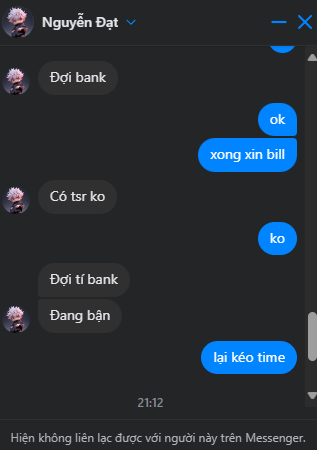 Nguyễn Đạt
Đợi bank
ok
xong xin bill
Có tsr ko
ko
Đợi tí bank
Đang bận
lại kéo time
21:12
Hiện không liên lạc được với người này trên Messenger.